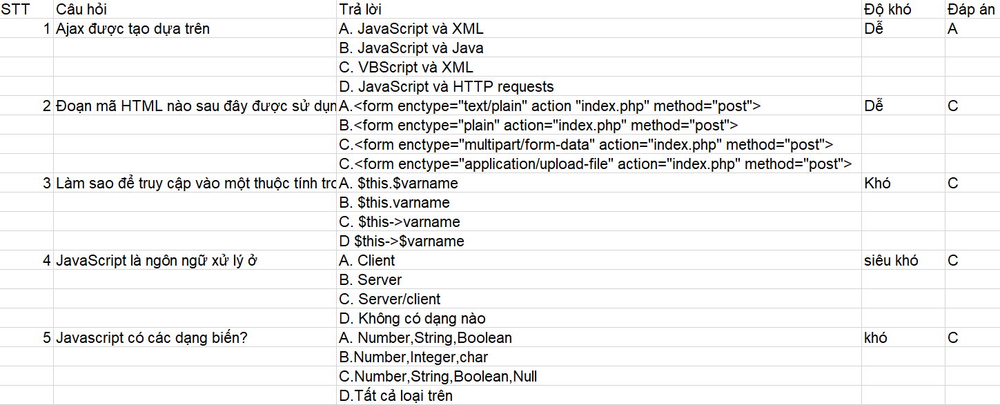 STT Câu hỏi Trả lời Độ khó Đáp án
1 Ajax được tạo dựa trên A. JavaScript và XML Dễ A
B. JavaScript và Java
C. VBScript và XML
D. JavaScript và HTTP requests
2 Đoạn mã HTML nào sau đây được sử dụn A.<form enctype="text/plain" action "index.php" method="post"> Dễ C
B.<form enctype="plain" action="index.php" method="post">
C.<form enctype="multipart/form-data" action="index.php" method="post">
C.<form enctype="application/upload-file" action="index.php" method="post">
3 Làm sao để truy cập vào một thuộc tính tro A. $this.$varname Khó C
B. $this.varname
C. $this->varname
D $this->$varname
4 JavaScript là ngôn ngữ xử lý ở A. Client siêu khó C
B. Server
C. Server/client
D. Không có dạng nào
5 Javascript có các dạng biến? A. Number,String,Boolean khó C
B.Number,Integer,char
C.Number,String,Boolean,Null
D.Tất cả loại trên